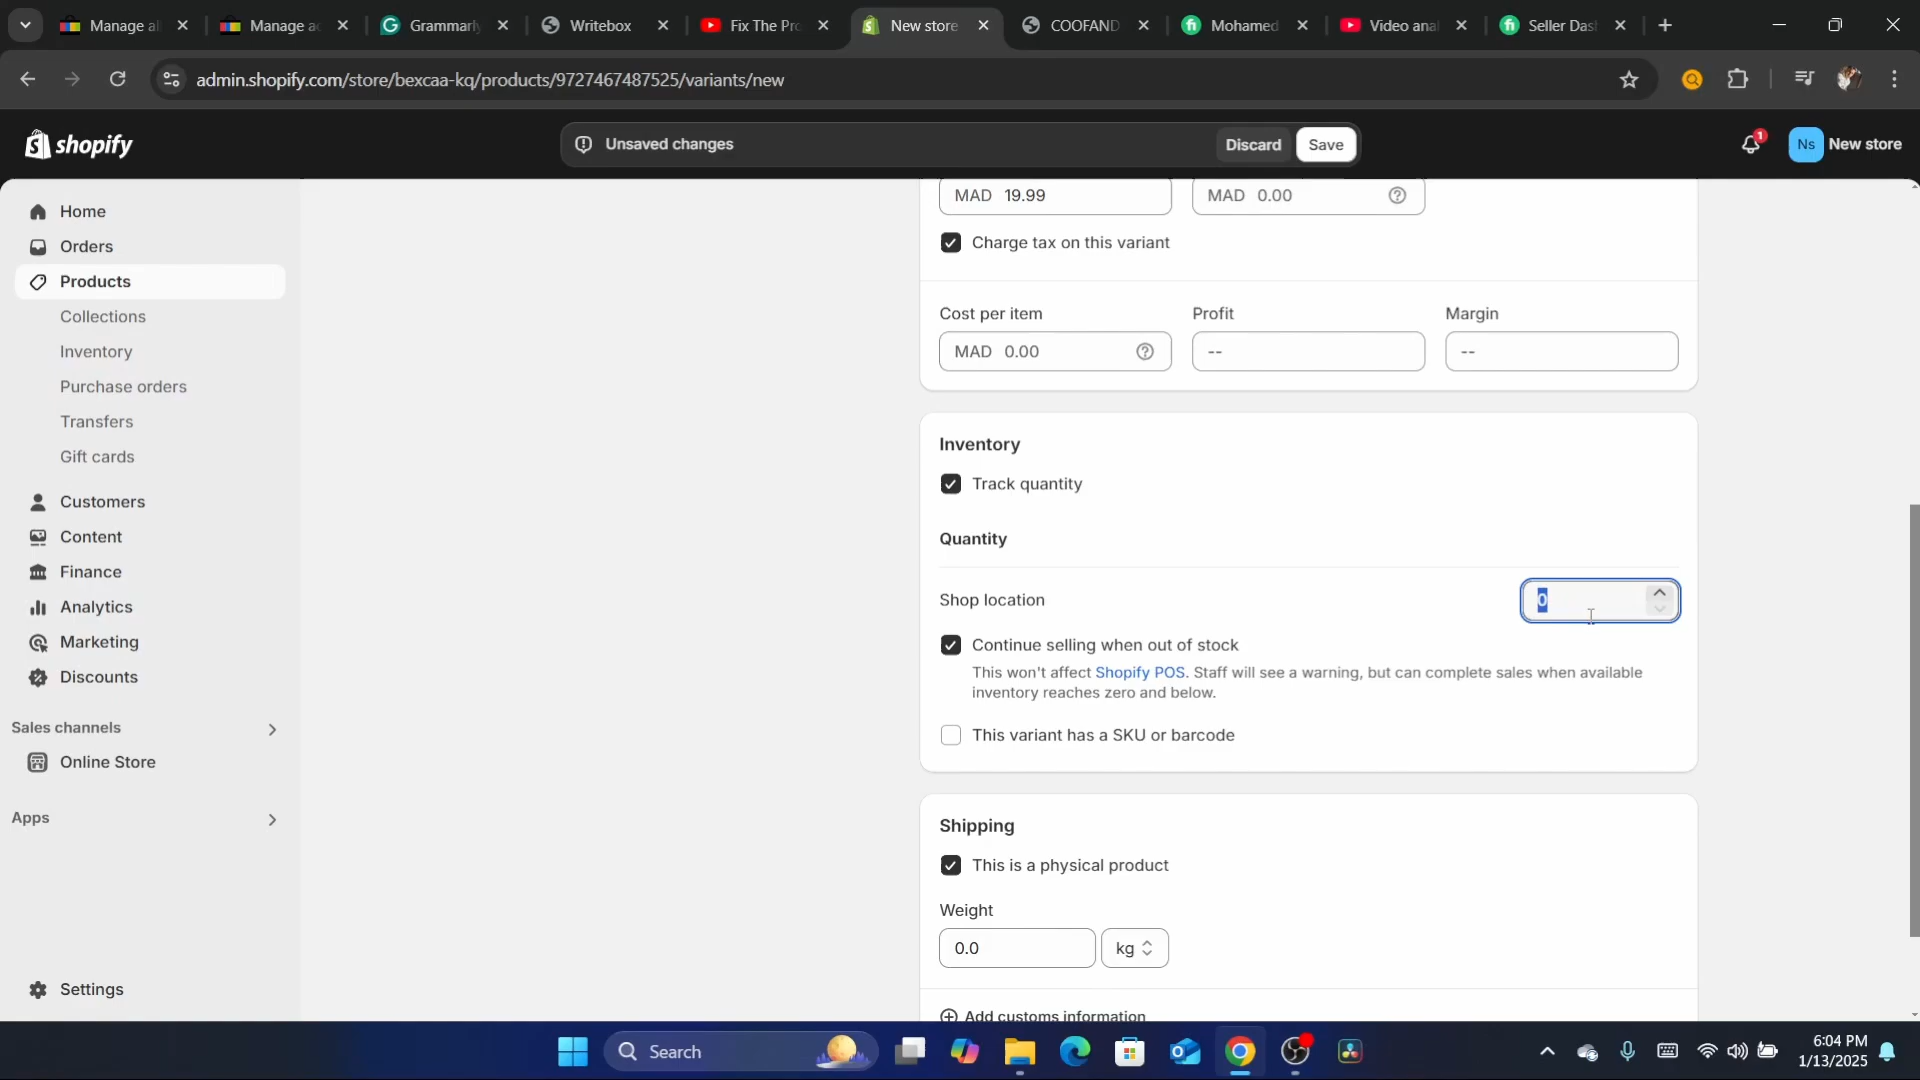 Manage al
Manage ac
Grammarly
Writebox
Fix The Pro
New store
COOFAND
Mohamed
Video anal
Seller Dash
admin.shopify.com/store/bexcaa-kq/products/9727467487525/variants/new
shopify
Unsaved changes
Discard
Save
1
Ns
New store
Home
Orders
Products
Collections
Inventory
Purchase orders
Transfers
Gift cards
Customers
Content
Finance
Analytics
Marketing
Discounts
Sales channels
Online Store
Apps
Settings
MAD 19.99
MAD 0.00
Charge tax on this variant
Cost per item
Profit
Margin
MAD 0.00
--
--
Inventory
Track quantity
Quantity
Shop location
0
Continue selling when out of stock
This won't affect Shopify POS. Staff will see a warning, but can complete sales when available
inventory reaches zero and below.
This variant has a SKU or barcode
Shipping
This is a physical product
Weight
0.0
kg
Add customs information
Search
6:04 PM
1/13/2025